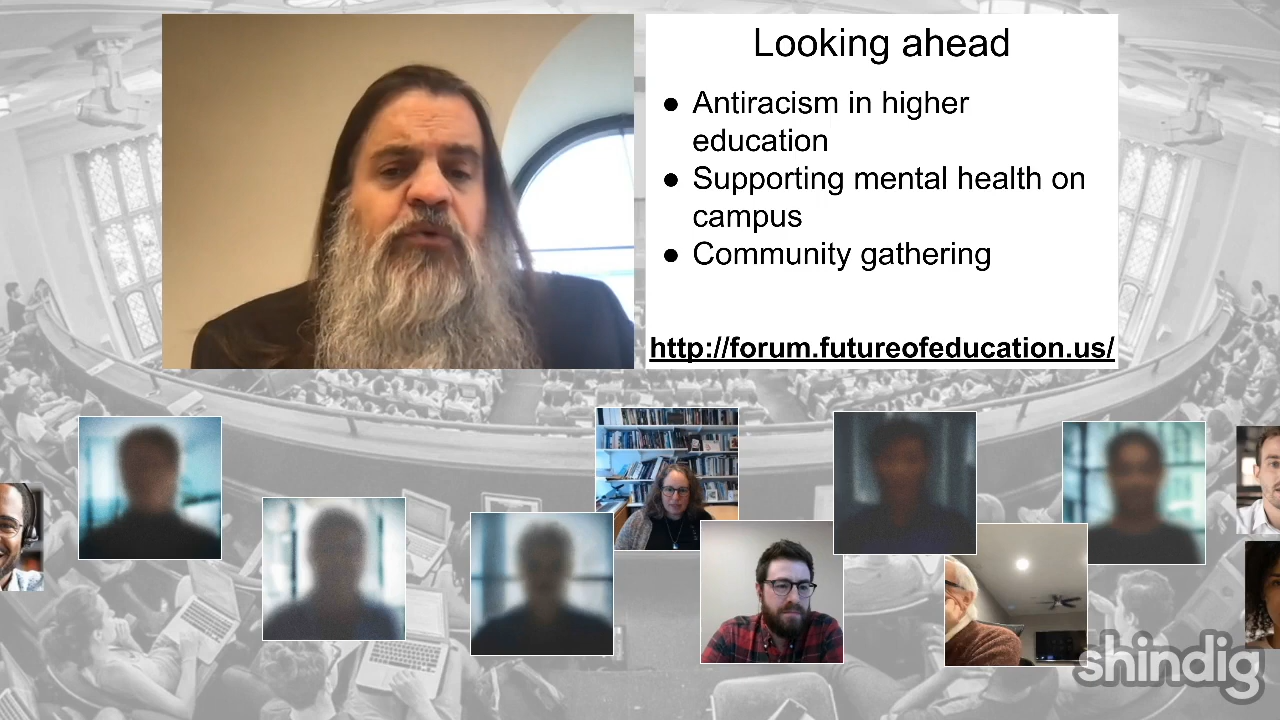 Looking ahead
● Antiracism in higher
education
● Supporting mental health on
campus
● Community gathering
http://forum.futureofeducation.us/
shindig